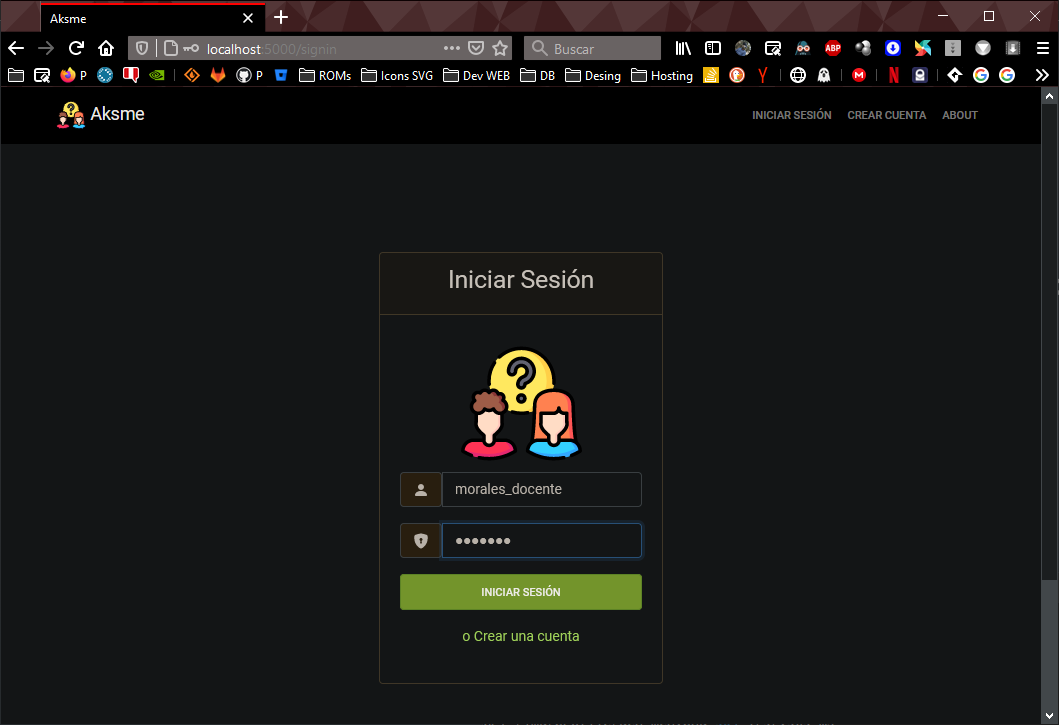 Aksme
localhost:5000/signin
Buscar
P
P
ROMs
Icons SVG
Dev WEB
DB
Desing
Hosting
ABP
Aksme
INICIAR SESIÓN
CREAR CUENTA
ABOUT
Iniciar Sesión
?
morales_docente
•••••••
INICIAR SESIÓN
o Crear una cuenta